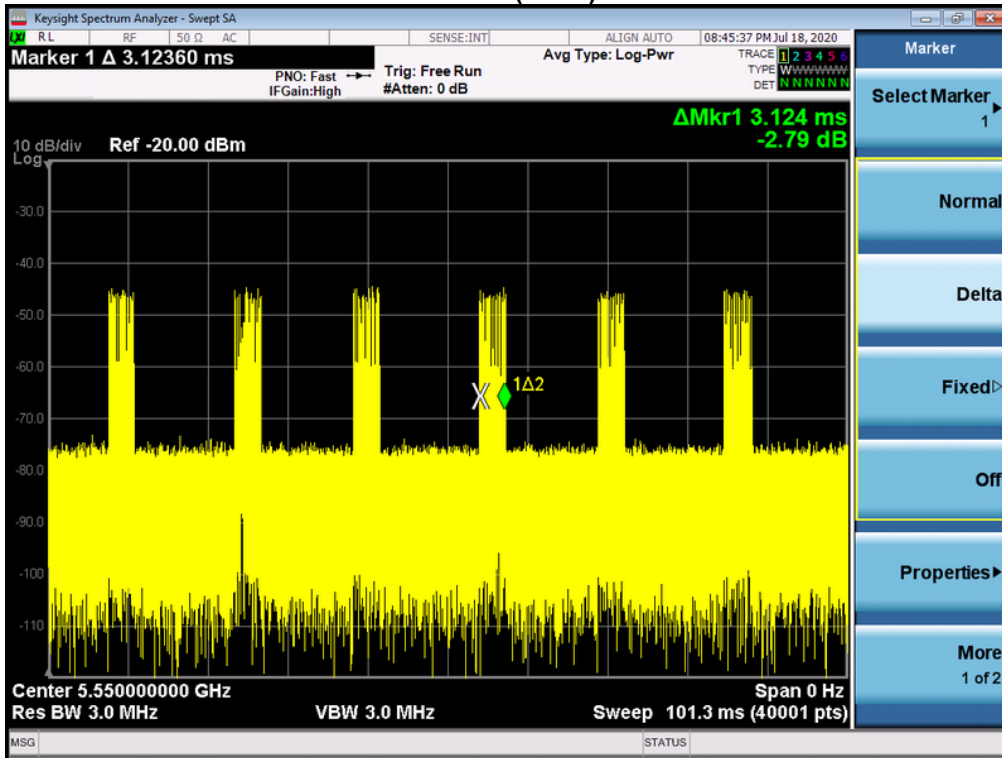 Keysight Spectrum Analyzer - Swept SA
LXI RL RF 50 Ω AC SENSE:INT ALIGN AUTO 08:45:37 PM Jul 18, 2020
Marker 1 Δ 3.12360 ms
PNO: Fast
IFGain:High
Trig: Free Run
#Atten: 0 dB
Avg Type: Log-Pwr
TRACE 1 2 3 4 5 6
TYPE WWWWWW
DET N N N N N N
ΔMkr1 3.124 ms
-2.79 dB
10 dB/div
Log
Ref -20.00 dBm
-30.0
-40.0
-50.0
-60.0
-70.0
-80.0
-90.0
-100
-110
X
1Δ2
Center 5.550000000 GHz
Span 0 Hz
Res BW 3.0 MHz
VBW 3.0 MHz
Sweep 101.3 ms (40001 pts)
MSG
STATUS
Marker
Select Marker
1
Normal
Delta
Fixed
Off
Properties
More
1 of 2